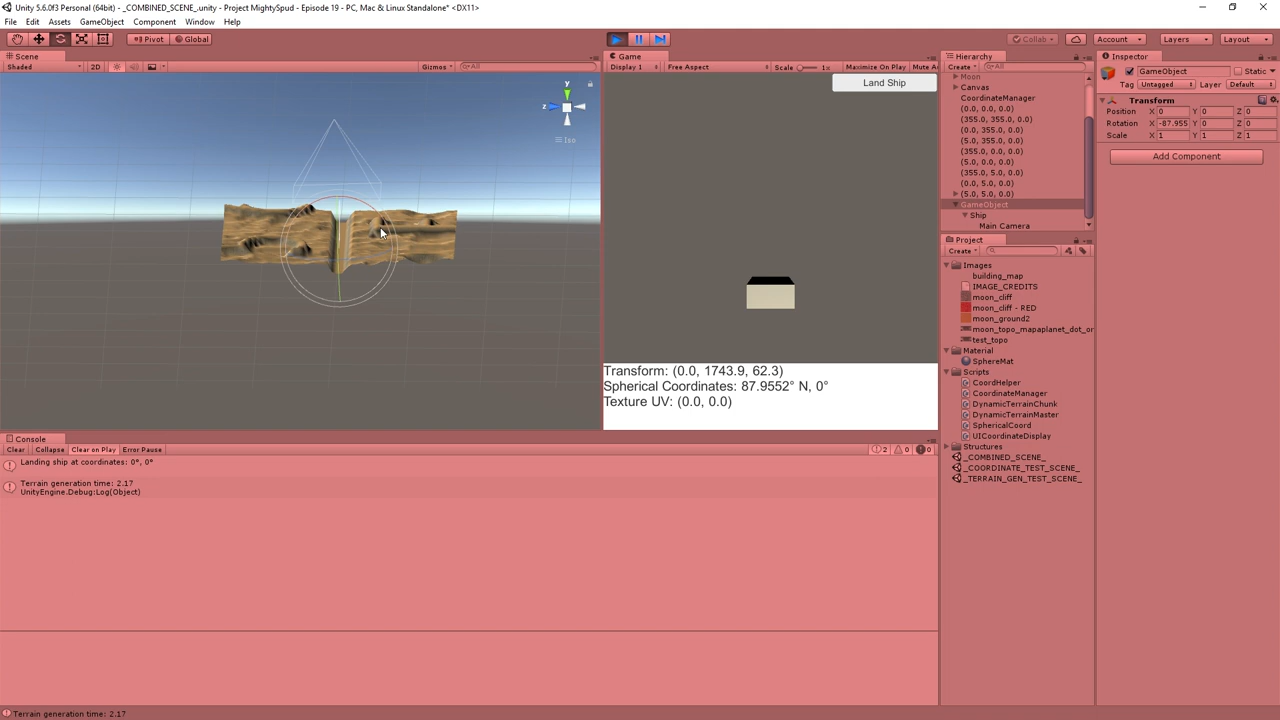 Unity 5.6.0f3 Personal (64bit) - _COMBINED_SCENE_.unity - Project MightySpud - Episode 19 - PC, Mac & Linux Standalone* <DX11>
File Edit Assets GameObject Component Window Help
Pivot Global Collab Account Layers Layout
Scene
Shaded 2D Gizmos All
y
z
Iso
Game
Display 1 Free Aspect Scale 1x Maximize On Play Mute A
Land Ship
Transform: (0.0, 1743.9, 62.3)
Spherical Coordinates: 87.9552° N, 0°
Texture UV: (0.0, 0.0)
Hierarchy
Create All
Moon
Canvas
CoordinateManager
(0.0, 0.0, 0.0)
(355.0, 355.0, 0.0)
(0.0, 355.0, 0.0)
(5.0, 355.0, 0.0)
(355.0, 0.0, 0.0)
(5.0, 0.0, 0.0)
(355.0, 5.0, 0.0)
(0.0, 5.0, 0.0)
(5.0, 5.0, 0.0)
GameObject
Ship
Main Camera
Project
Create
Images
building_map
IMAGE_CREDITS
moon_cliff
moon_cliff - RED
moon_ground2
moon_topo_mapaplanet_dot_or
test_topo
Material
SphereMat
Scripts
CoordHelper
CoordinateManager
DynamicTerrainChunk
DynamicTerrainMaster
SphericalCoord
UICoordinateDisplay
Structures
_COMBINED_SCENE_
_COORDINATE_TEST_SCENE_
_TERRAIN_GEN_TEST_SCENE_
Inspector
GameObject Static
Tag Untagged Layer Default
Transform
Position X 0 Y 0 Z 0
Rotation X -87.955 Y 0 Z 0
Scale X 1 Y 1 Z 1
Add Component
Console
Clear Collapse Clear on Play Error Pause 2 0 0
Landing ship at coordinates: 0°, 0°
Terrain generation time: 2.17
UnityEngine.Debug:Log(Object)
Terrain generation time: 2.17